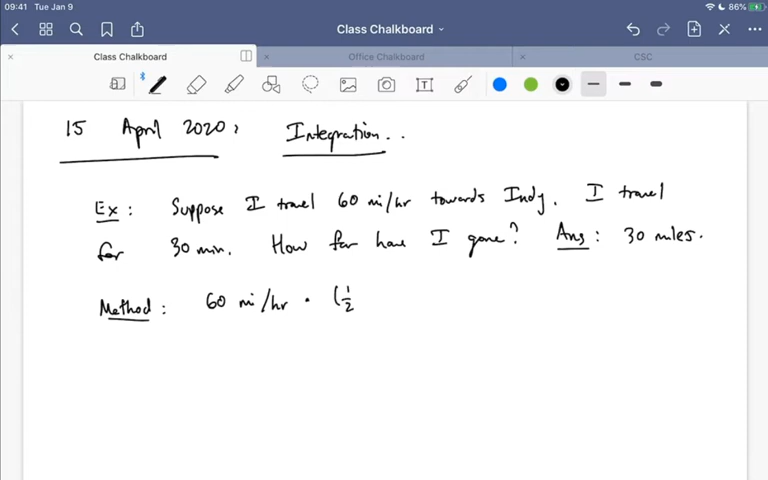 09:41 Tue Jan 9
86%
Class Chalkboard
Class Chalkboard Office Chalkboard CSC
15 April 2020: Integration..
Ex: Suppose I travel 60 mi/hr towards Indy. I travel
for 30 min. How far have I gone? Ans: 30 miles.
Method: 60 mi/hr · (1/2